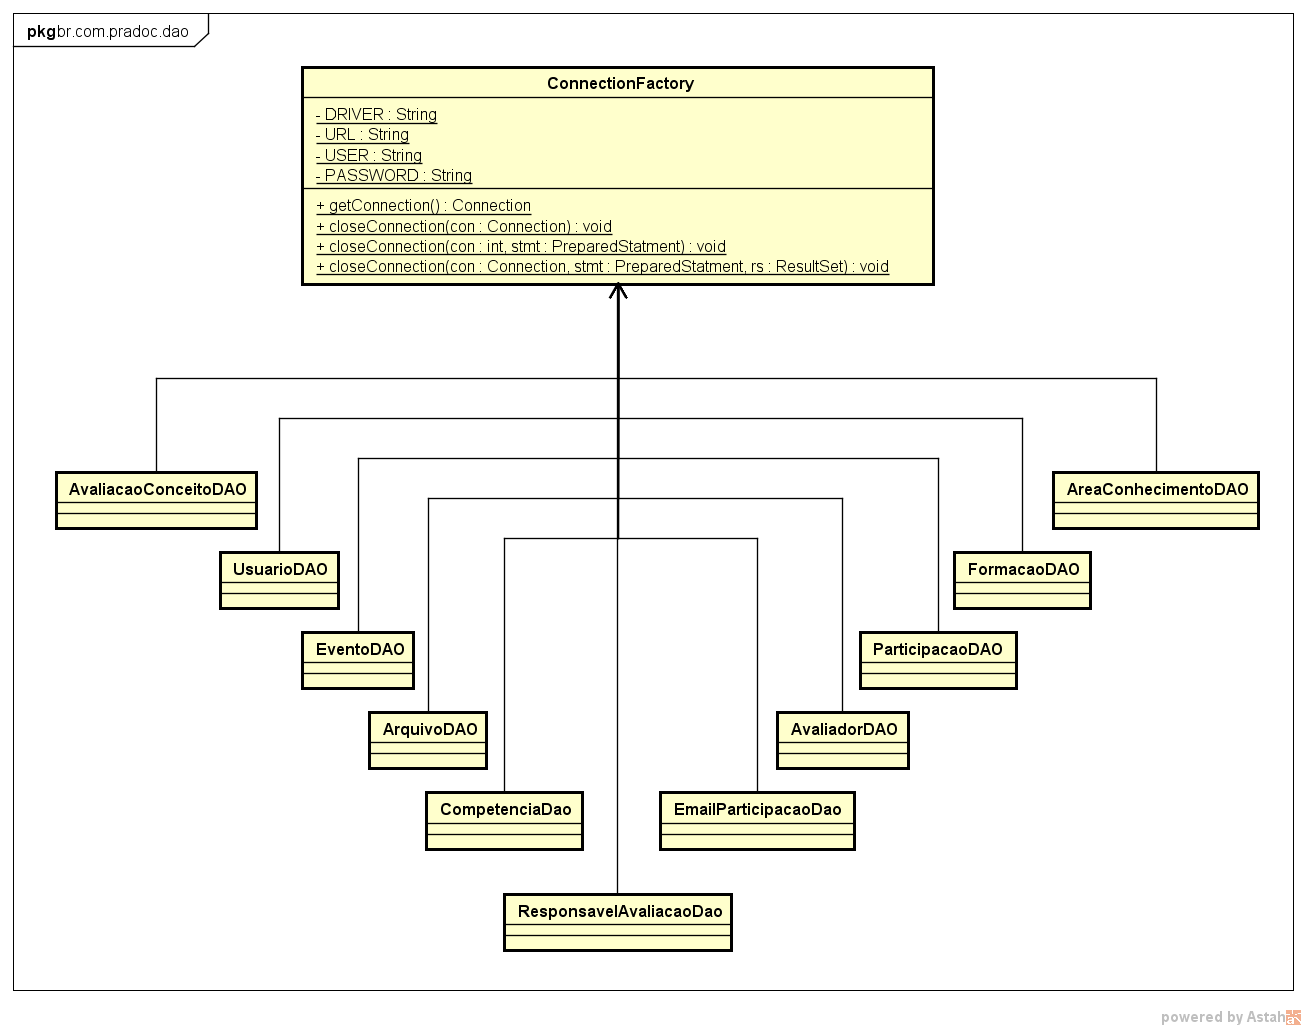 pkg br.com.pradoc.dao
ConnectionFactory
- DRIVER : String
- URL : String
- USER : String
- PASSWORD : String
+ getConnection() : Connection
+ closeConnection(con : Connection) : void
+ closeConnection(con : int, stmt : PreparedStatment) : void
+ closeConnection(con : Connection, stmt : PreparedStatment, rs : ResultSet) : void
AvaliacaoConceitoDAO
AreaConhecimentoDAO
UsuarioDAO
FormacaoDAO
EventoDAO
ParticipacaoDAO
ArquivoDAO
AvaliadorDAO
CompetenciaDao
EmailParticipacaoDao
ResponsavelAvaliacaoDao
powered by Astah